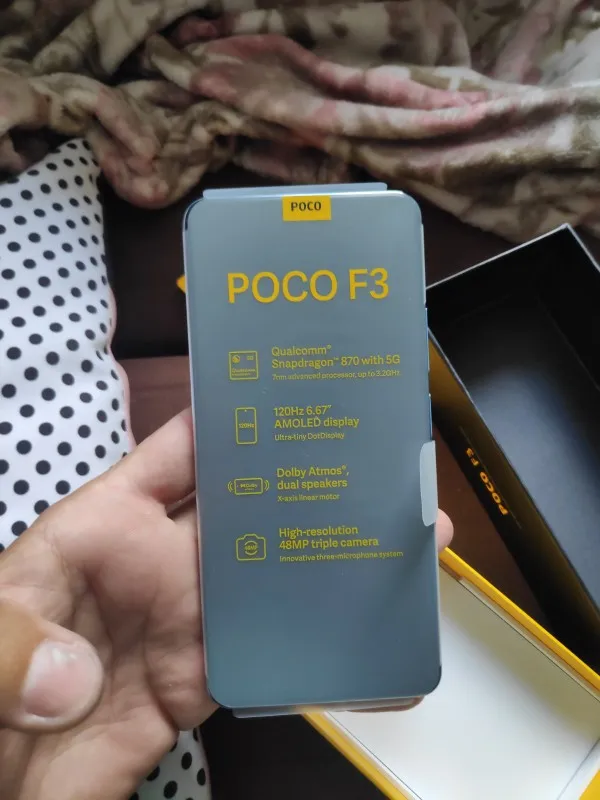 POCO
POCO F3
Qualcomm®
Snapdragon™ 870 with 5G
7nm advanced processor, up to 3.2GHz
120Hz
120Hz 6.67"
AMOLED display
Ultra-tiny DotDisplay
Dolby Atmos®,
dual speakers
X-axis linear motor
48MP
High-resolution
48MP triple camera
Innovative three-microphone system
POCO F3